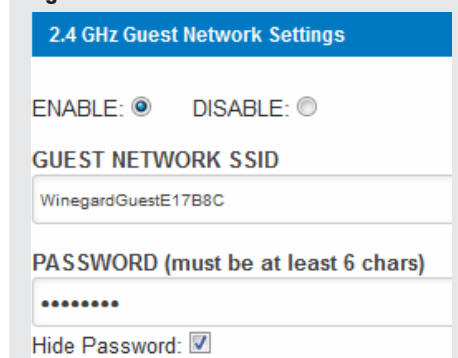 2.4 GHz Guest Network Settings
ENABLE: DISABLE:
GUEST NETWORK SSID
WinegardGuestE17B8C
PASSWORD (must be at least 6 chars)
••••••••
Hide Password: